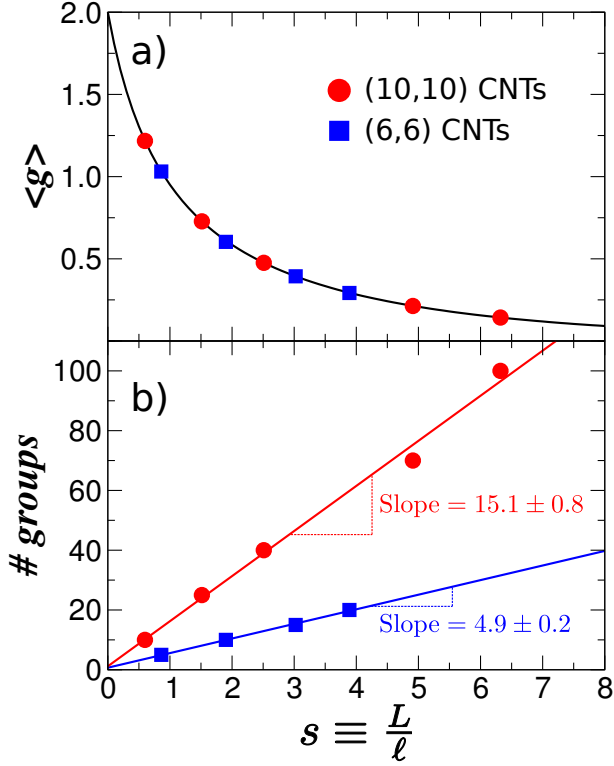 2.0
a)
(10,10) CNTs
(6,6) CNTs
1.5
1.0
0.5
<g>
b)
100
80
60
40
20
0
# groups
Slope = 15.1 ± 0.8
Slope = 4.9 ± 0.2
0 1 2 3 4 5 6 7 8
s ≡ L/ℓ